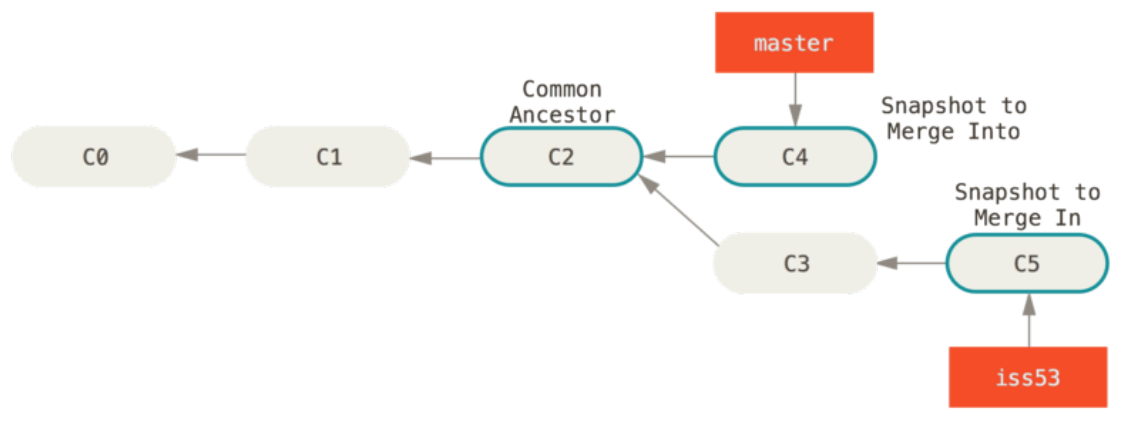 master
Common
Ancestor
Snapshot to
Merge Into
C0
C1
C2
C4
Snapshot to
Merge In
C3
C5
iss53